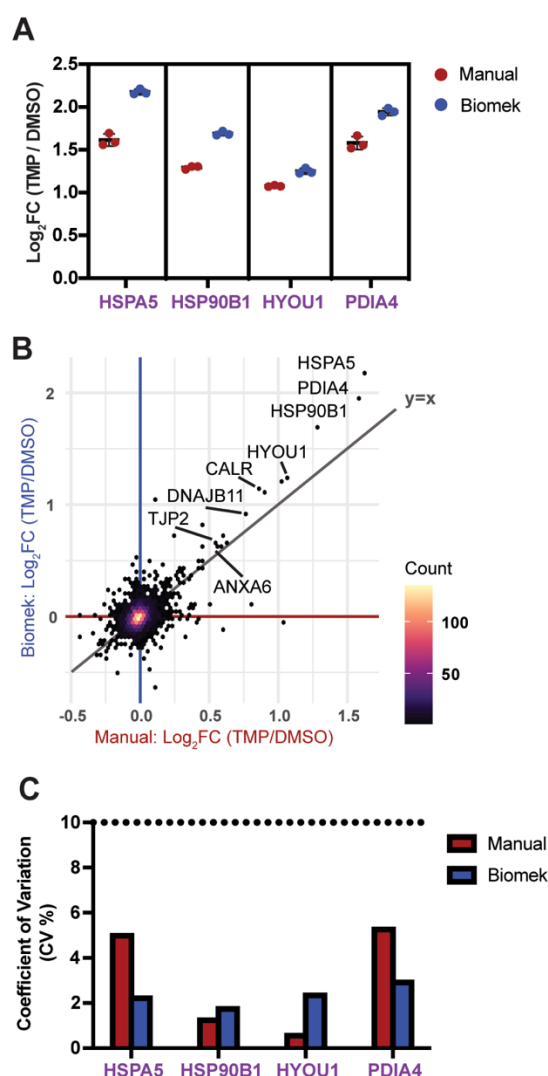 A
Log₂FC (TMP / DMSO)
2.5
2.0
1.5
1.0
0.5
0.0
HSPA5 HSP90B1 HYOU1 PDIA4
Manual
Biomek
B
Biomek: Log₂FC (TMP/DMSO)
2
1
0
HSPA5
PDIA4
HSP90B1
y=x
HYOU1
CALR
DNAJB11
TJP2
ANXA6
Count
100
50
-0.5 0.0 0.5 1.0 1.5
Manual: Log₂FC (TMP/DMSO)
C
Coefficient of Variation
(CV %)
10
8
6
4
2
0
HSPA5 HSP90B1 HYOU1 PDIA4
Manual
Biomek